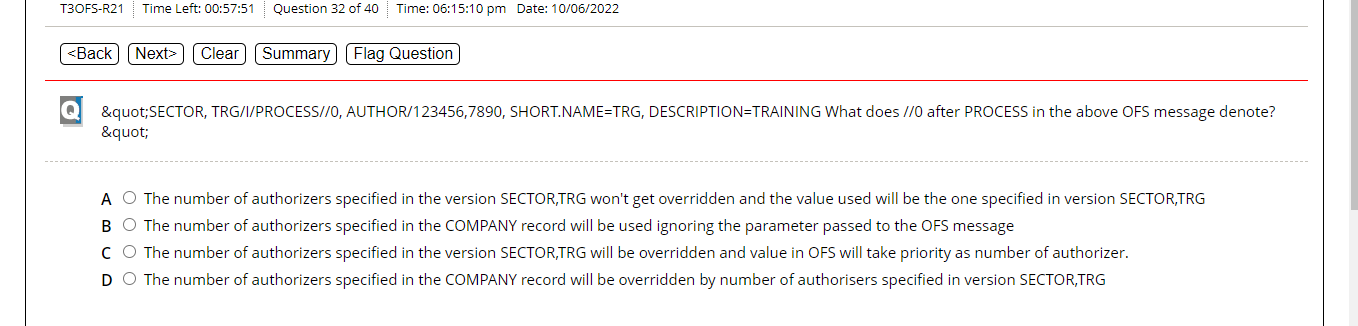 T3OFS-R21 Time Left: 00:57:51 Question 32 of 40 Time: 06:15:10 pm Date: 10/06/2022
<Back Next> Clear Summary Flag Question
Q &quot;SECTOR, TRG/I/PROCESS//0, AUTHOR/123456,7890, SHORT.NAME=TRG, DESCRIPTION=TRAINING What does //0 after PROCESS in the above OFS message denote?
&quot;
A The number of authorizers specified in the version SECTOR,TRG won't get overridden and the value used will be the one specified in version SECTOR,TRG
B The number of authorizers specified in the COMPANY record will be used ignoring the parameter passed to the OFS message
C The number of authorizers specified in the version SECTOR,TRG will be overridden and value in OFS will take priority as number of authorizer.
D The number of authorizers specified in the COMPANY record will be overridden by number of authorisers specified in version SECTOR,TRG